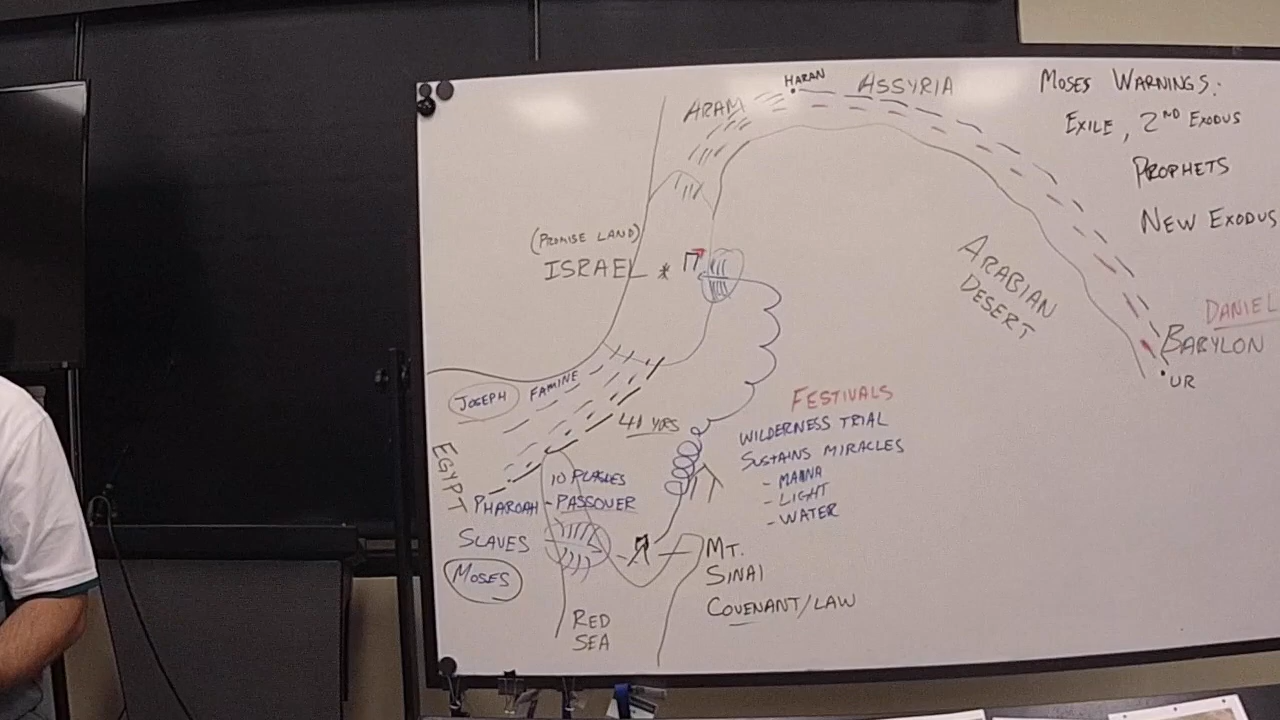 HARAN
ASSYRIA
MOSES WARNINGS:
ARAM
EXILE, 2ND EXODUS
PROPHETS
NEW EXODUS
(PROMISE LAND)
ISRAEL *
ARABIAN
DESERT
DANIEL
BABYLON
UR
JOSEPH
FAMINE
40 YRS
FESTIVALS
WILDERNESS TRIAL
SUSTAINS MIRACLES
- MANNA
- LIGHT
- WATER
EGYPT
10 PLAGUES
PHAROAH - PASSOVER
SLAVES
MOSES
MT.
SINAI
COVENANT/LAW
RED
SEA